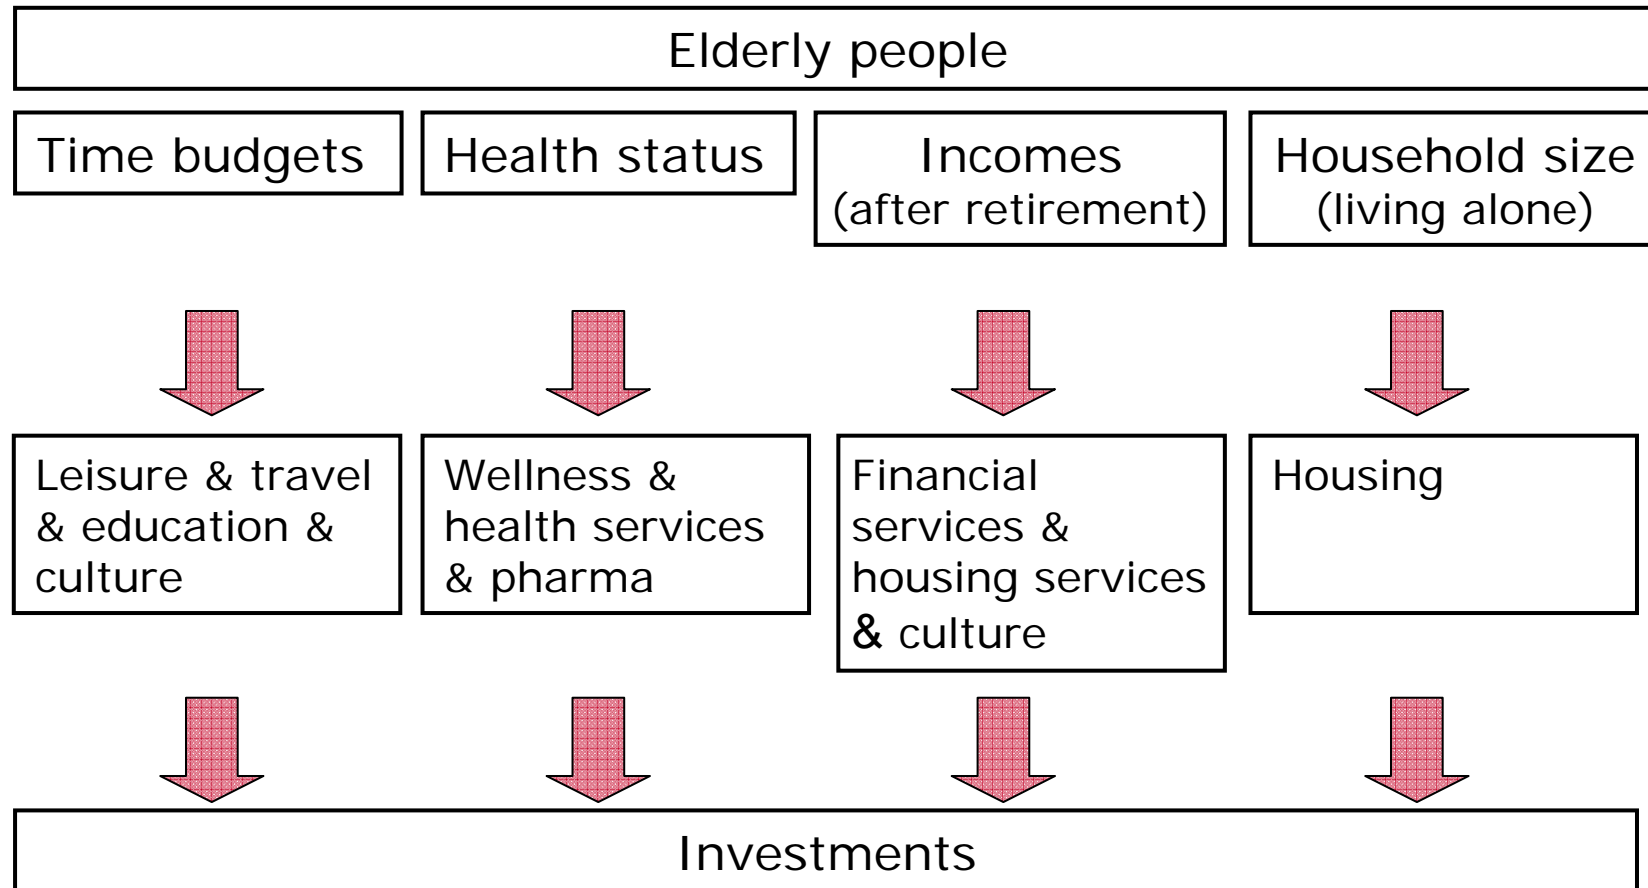 Elderly people
Time budgets
Health status
Incomes
(after retirement)
Household size
(living alone)
Leisure & travel
& education &
culture
Wellness &
health services
& pharma
Financial
services &
housing services
& culture
Housing
Investments